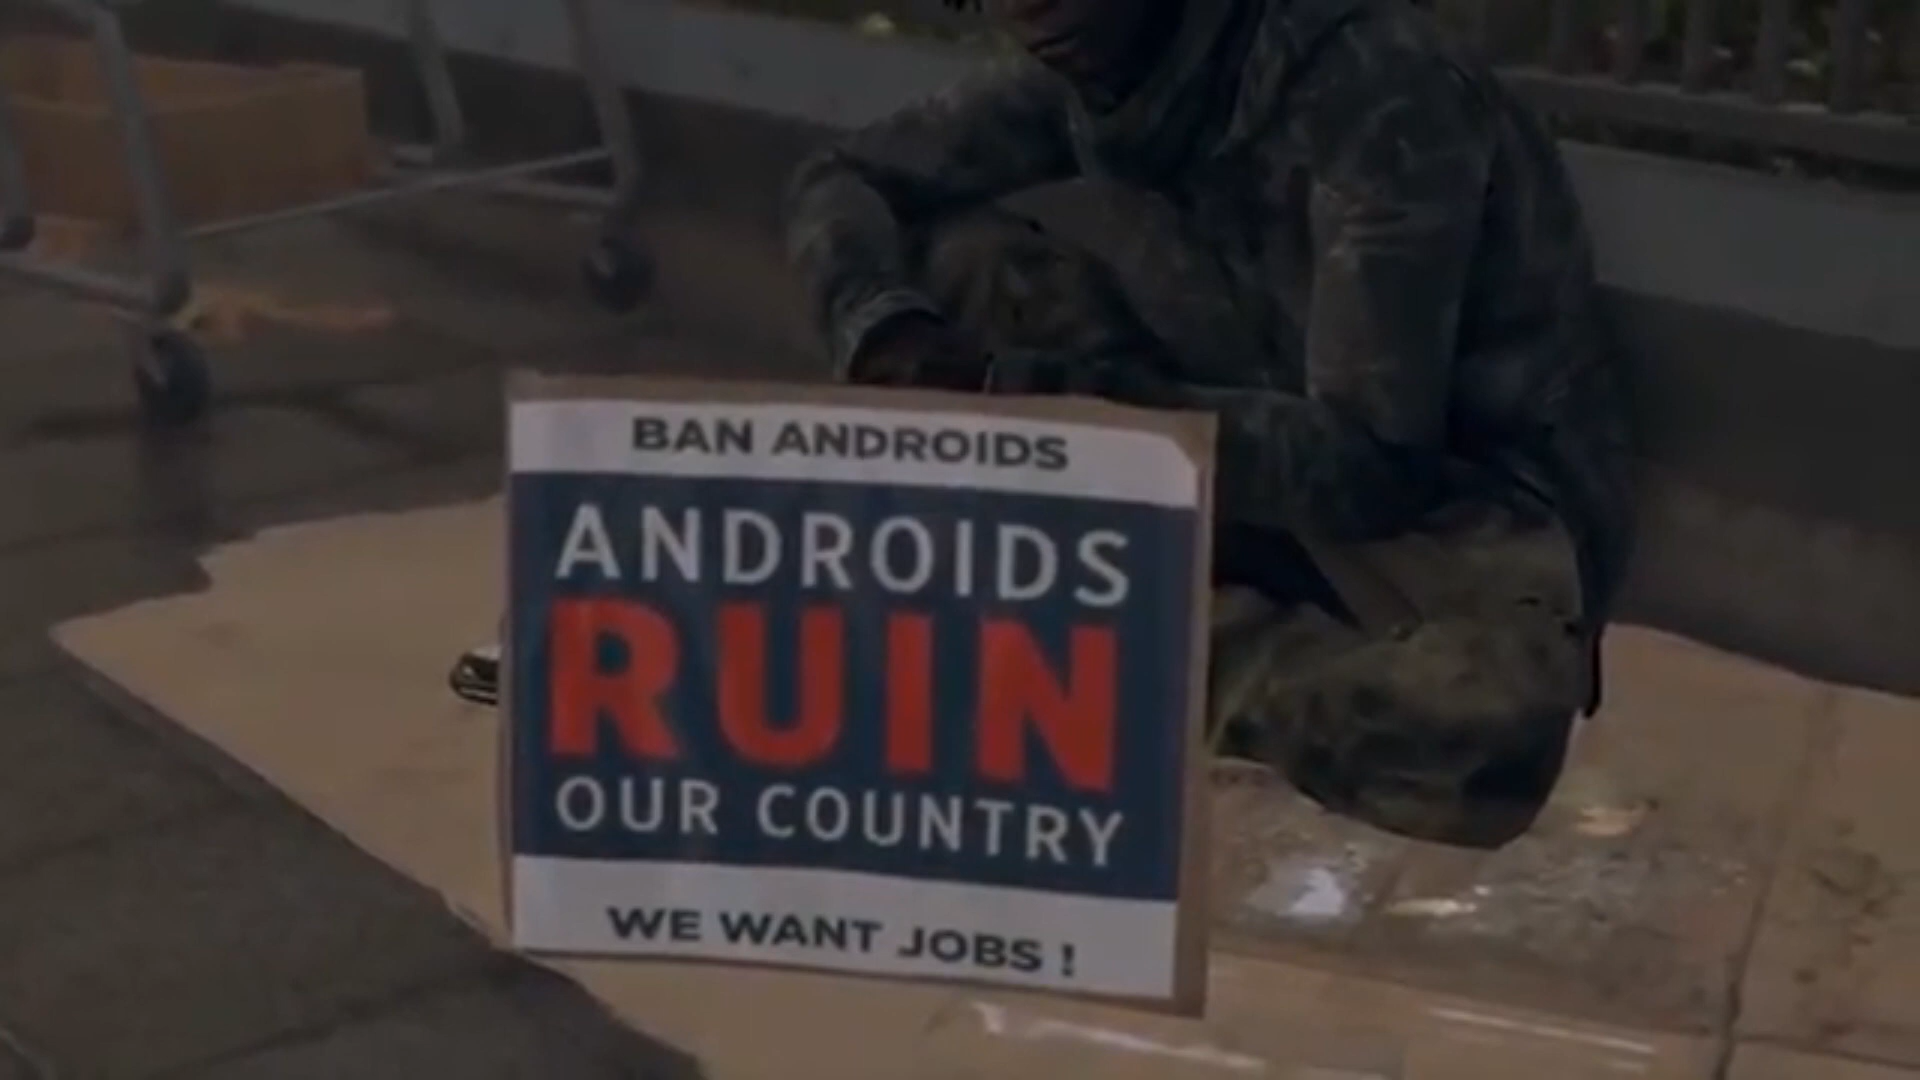 BAN ANDROIDS
ANDROIDS
RUIN
OUR COUNTRY
WE WANT JOBS !